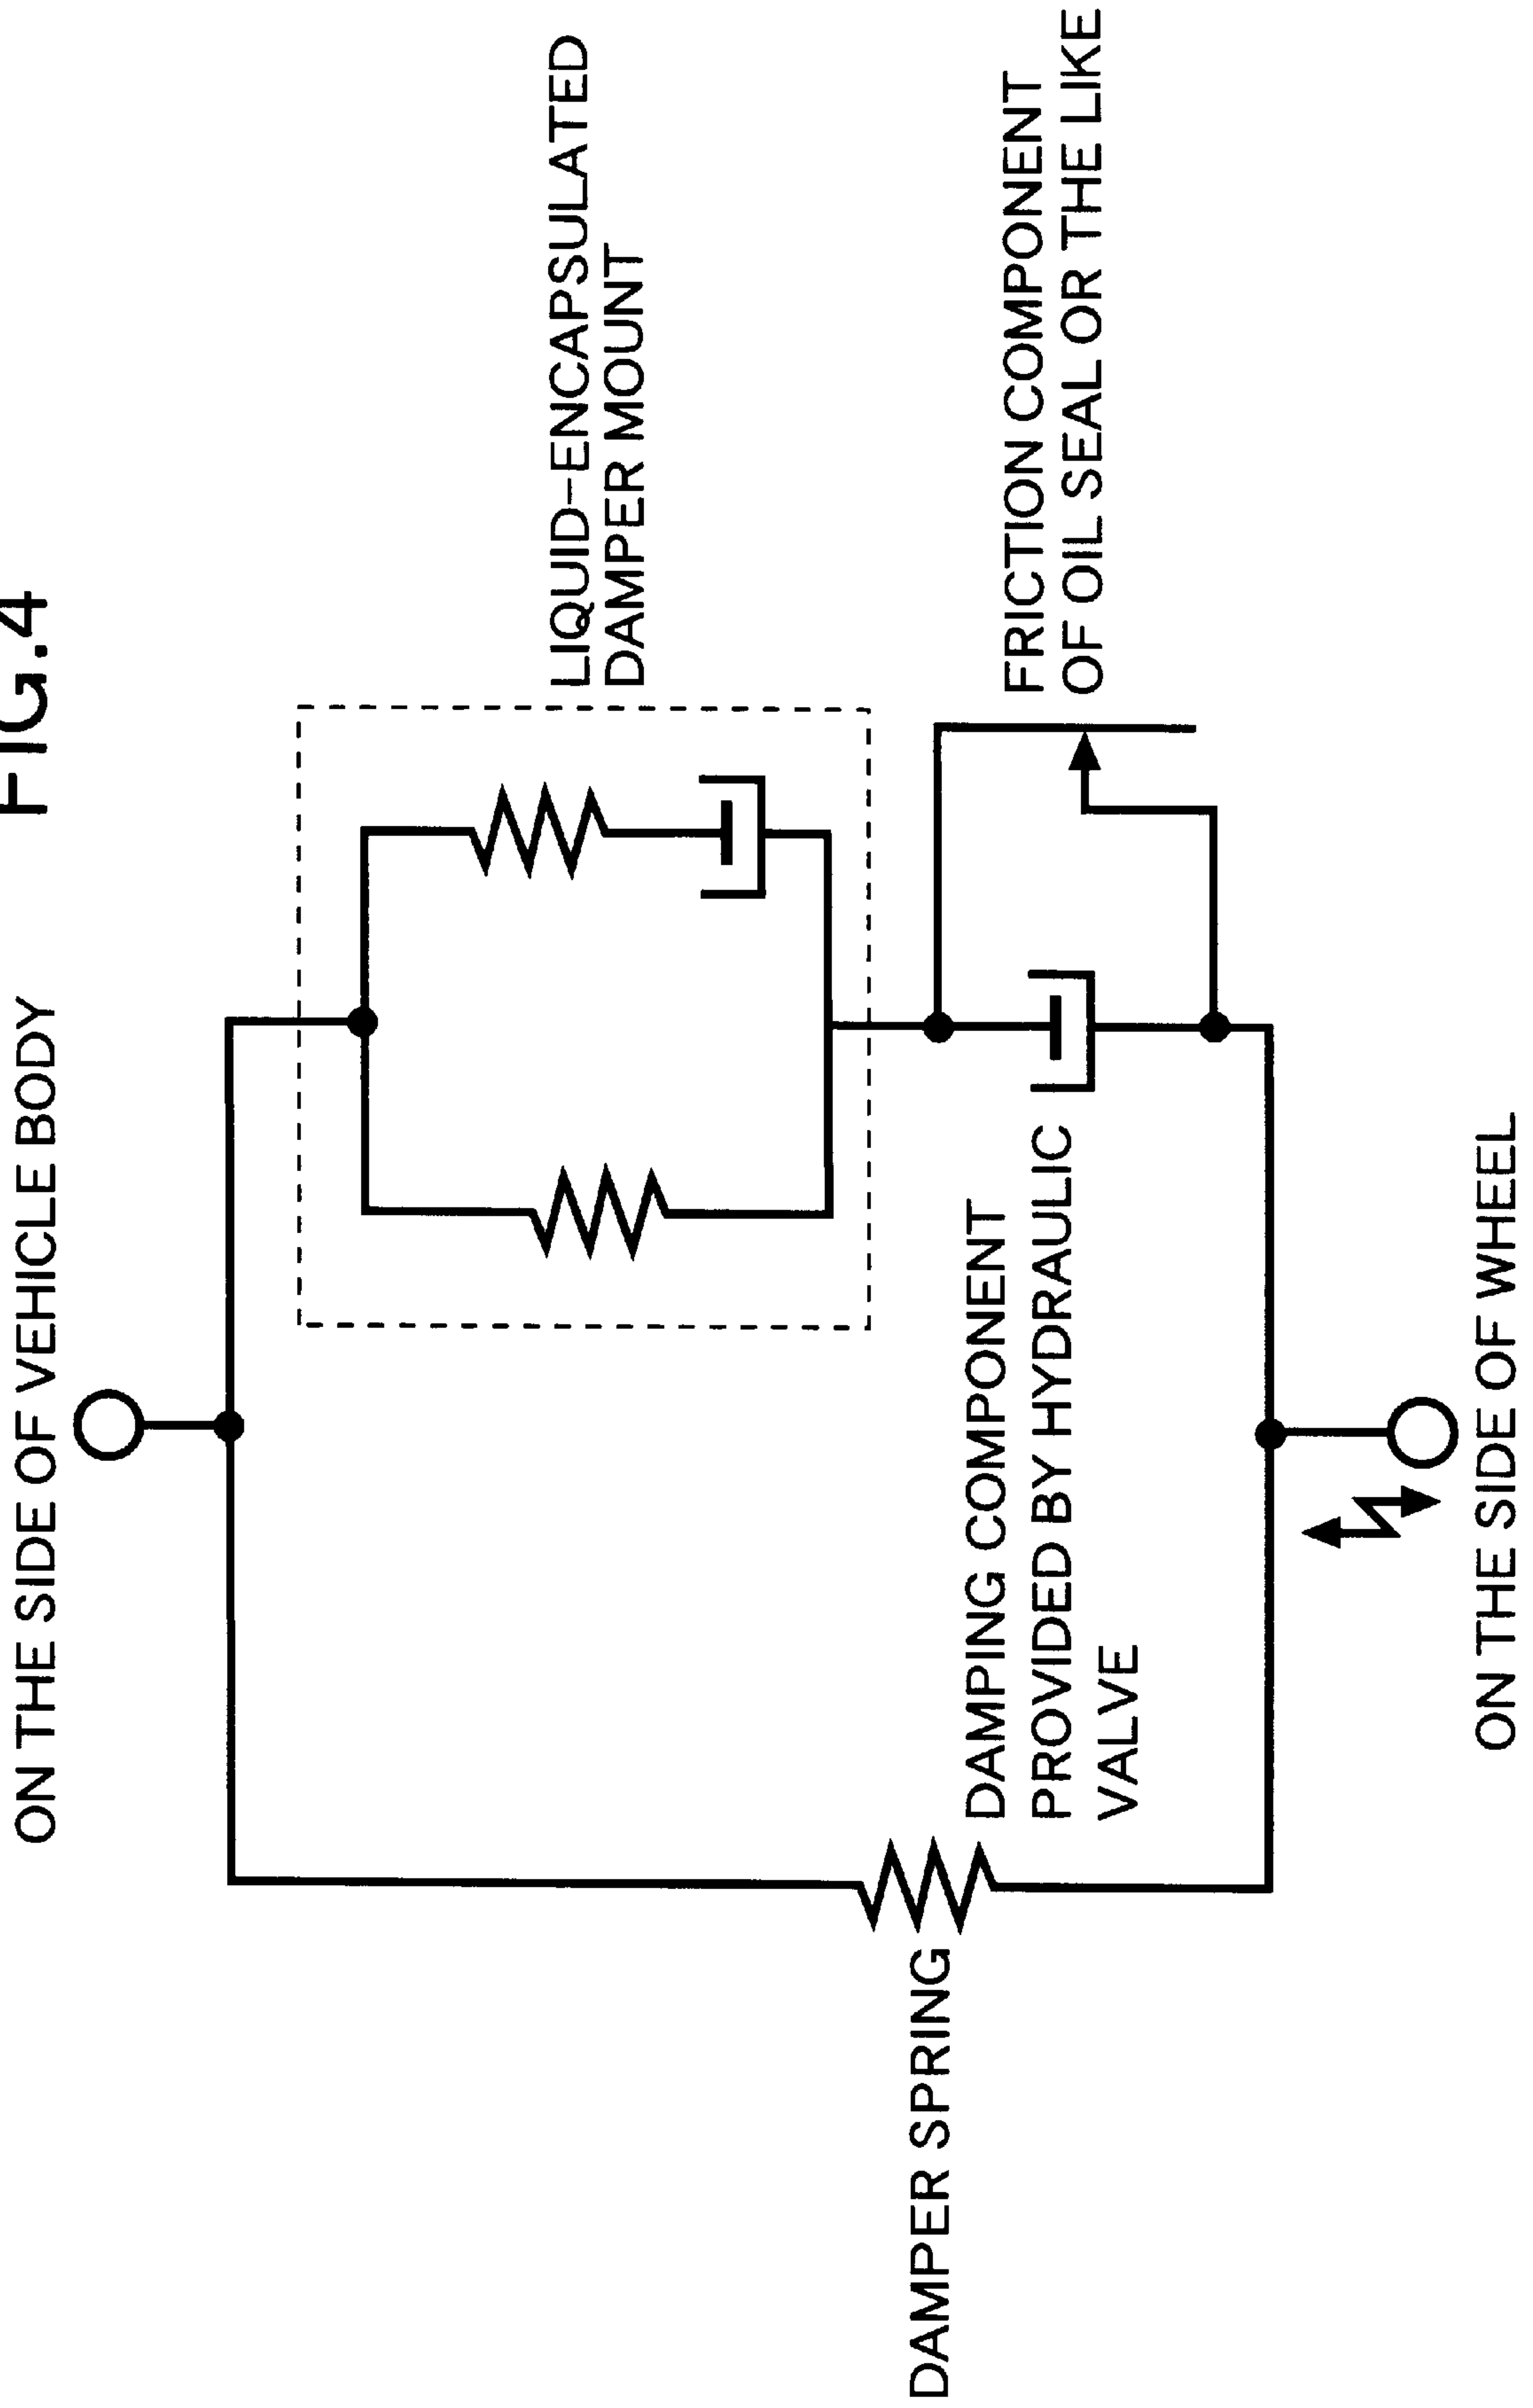 FIG.4
ON THE SIDE OF VEHICLE BODY
LIQUID-ENCAPSULATED
DAMPER MOUNT
DAMPER SPRING
DAMPING COMPONENT
PROVIDED BY HYDRAULIC
VALVE
FRICTION COMPONENT
OF OIL SEAL OR THE LIKE
ON THE SIDE OF WHEEL